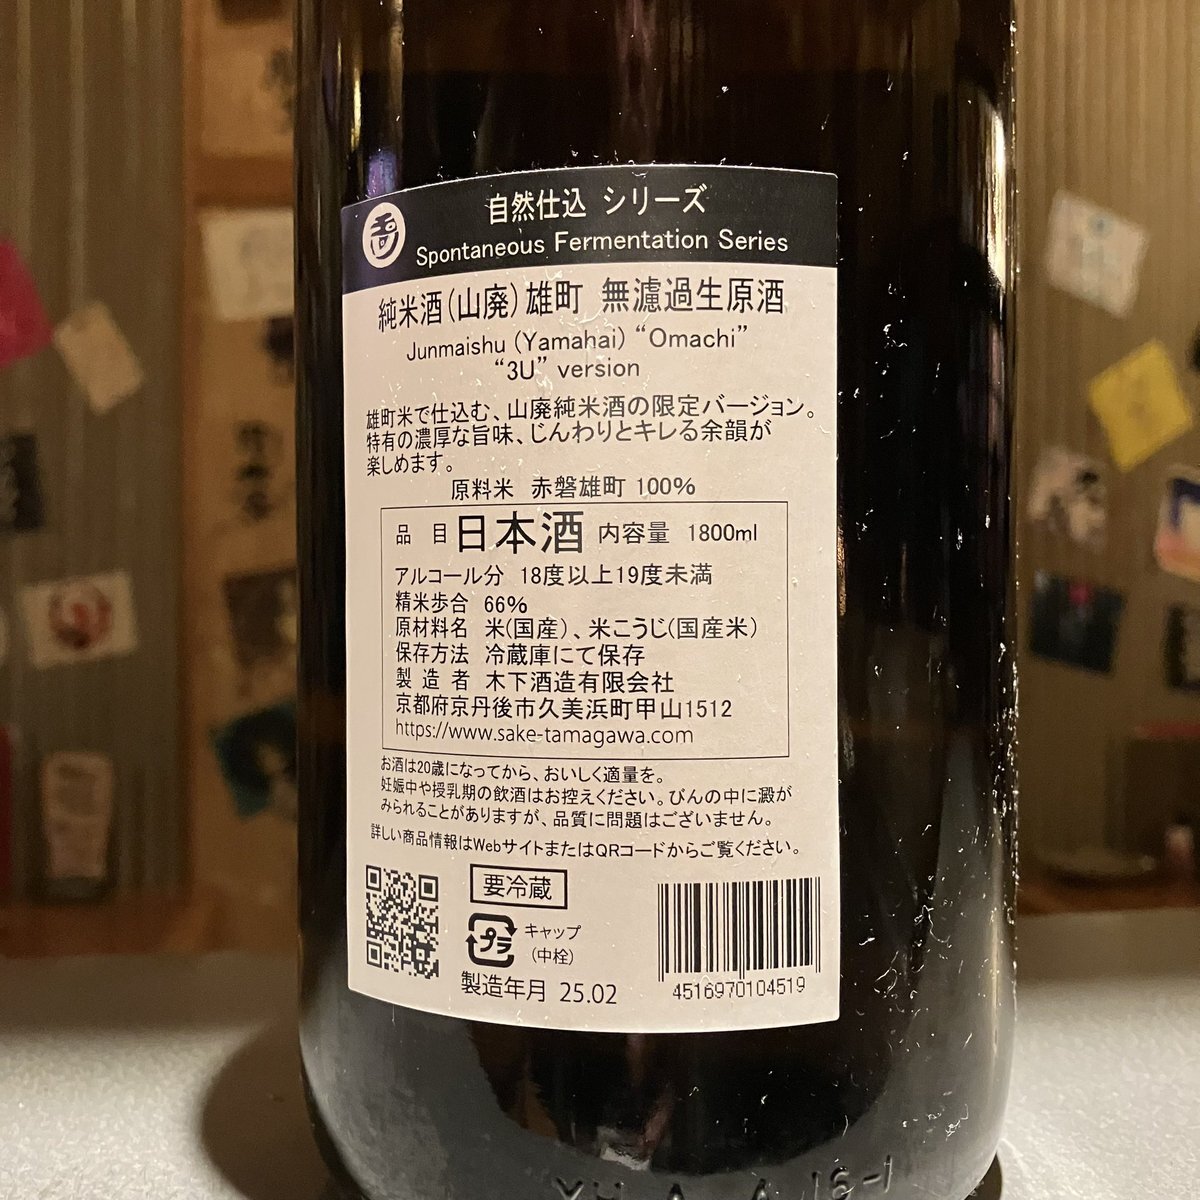 自然仕込 シリーズ
Spontaneous Fermentation Series
純米酒(山廃)雄町 無濾過生原酒
Junmaishu (Yamahai) “Omachi”
“3U” version
雄町米で仕込む、山廃純米酒の限定バージョン。
特有の濃厚な旨味、じんわりとキレる余韻が
楽しめます。
原料米 赤磐雄町 100%
品目 日本酒 内容量 1800ml
アルコール分 18度以上19度未満
精米歩合 66%
原材料名 米(国産)、米こうじ(国産米)
保存方法 冷蔵庫にて保存
製造者 木下酒造有限会社
京都府京丹後市久美浜町甲山1512
https://www.sake-tamagawa.com
お酒は20歳になってから、おいしく適量を。
妊娠中や授乳期の飲酒はお控えください。びんの中に澱が
みられることがありますが、品質に問題はございません。
詳しい商品情報はWebサイトまたはQRコードからご覧ください。
要冷蔵
プラ
キャップ
(中栓)
製造年月 25.02
4516970104519